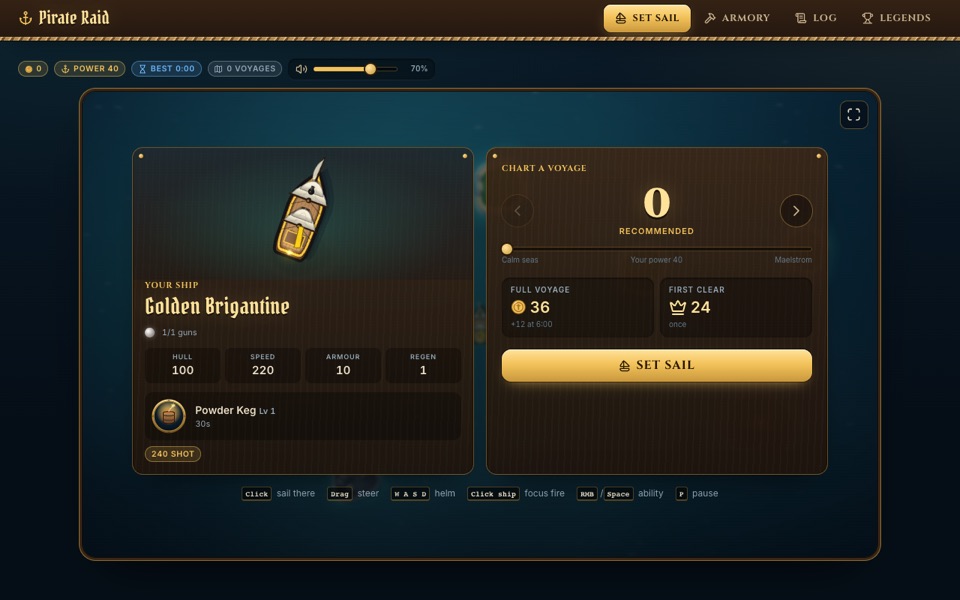 Pirate Raid
SET SAIL
ARMORY
LOG
LEGENDS
0
POWER 40
BEST 0:00
0 VOYAGES
70%
YOUR SHIP
Golden Brigantine
1/1 guns
HULL
100
SPEED
220
ARMOUR
10
REGEN
1
Powder Keg Lv 1
30s
240 SHOT
CHART A VOYAGE
0
RECOMMENDED
Calm seas
Your power 40
Maelstrom
FULL VOYAGE
36
+12 at 6:00
FIRST CLEAR
24
once
SET SAIL
Click sail there Drag steer W A S D helm Click ship focus fire RMB / Space ability P pause